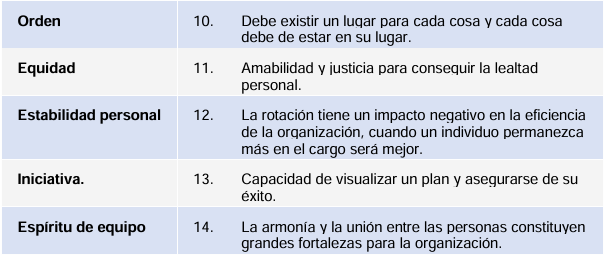 Orden 10. Debe existir un lugar para cada cosa y cada cosa
debe de estar en su lugar.
Equidad 11. Amabilidad y justicia para conseguir la lealtad
personal.
Estabilidad personal 12. La rotación tiene un impacto negativo en la eficiencia
de la organización, cuando un individuo permanezca
más en el cargo será mejor.
Iniciativa. 13. Capacidad de visualizar un plan y asegurarse de su
éxito.
Espíritu de equipo 14. La armonía y la unión entre las personas constituyen
grandes fortalezas para la organización.